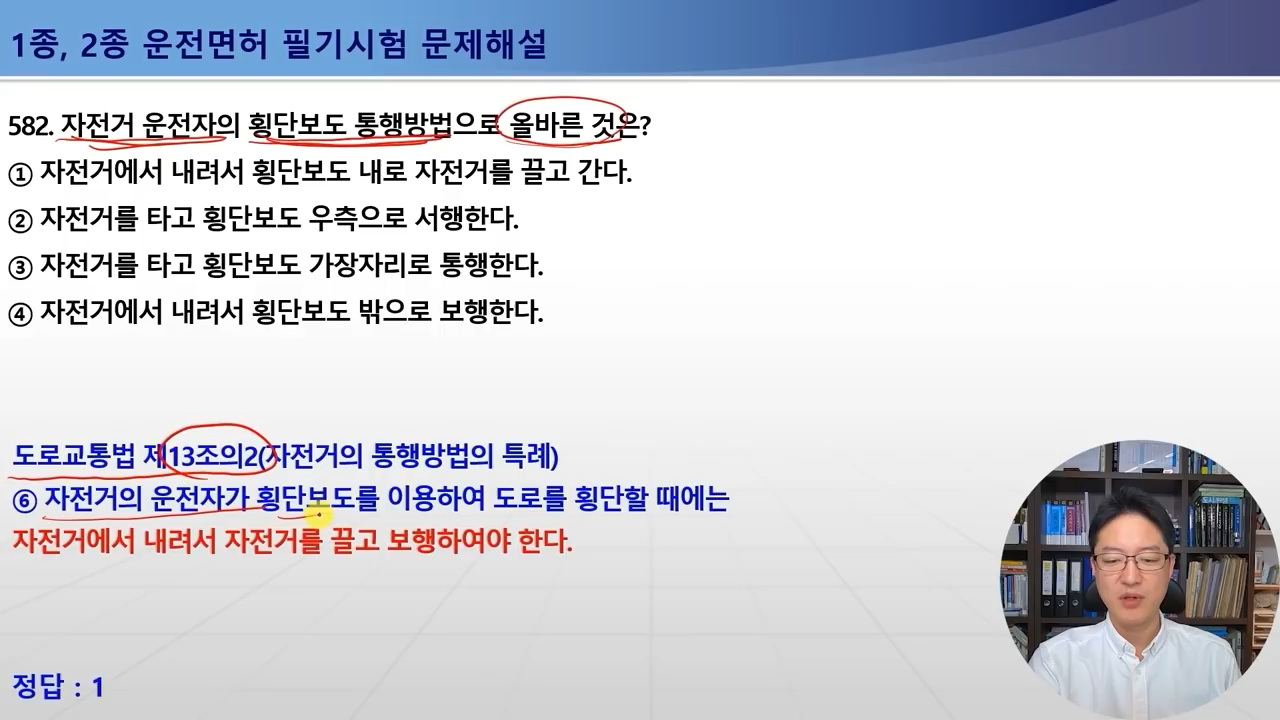 1종, 2종 운전면허 필기시험 문제해설
582. 자전거 운전자의 횡단보도 통행방법으로 올바른 것은?
① 자전거에서 내려서 횡단보도 내로 자전거를 끌고 간다.
② 자전거를 타고 횡단보도 우측으로 서행한다.
③ 자전거를 타고 횡단보도 가장자리로 통행한다.
④ 자전거에서 내려서 횡단보도 밖으로 보행한다.
도로교통법 제13조의2(자전거의 통행방법의 특례)
⑥ 자전거의 운전자가 횡단보도를 이용하여 도로를 횡단할 때에는
자전거에서 내려서 자전거를 끌고 보행하여야 한다.
정답 : 1